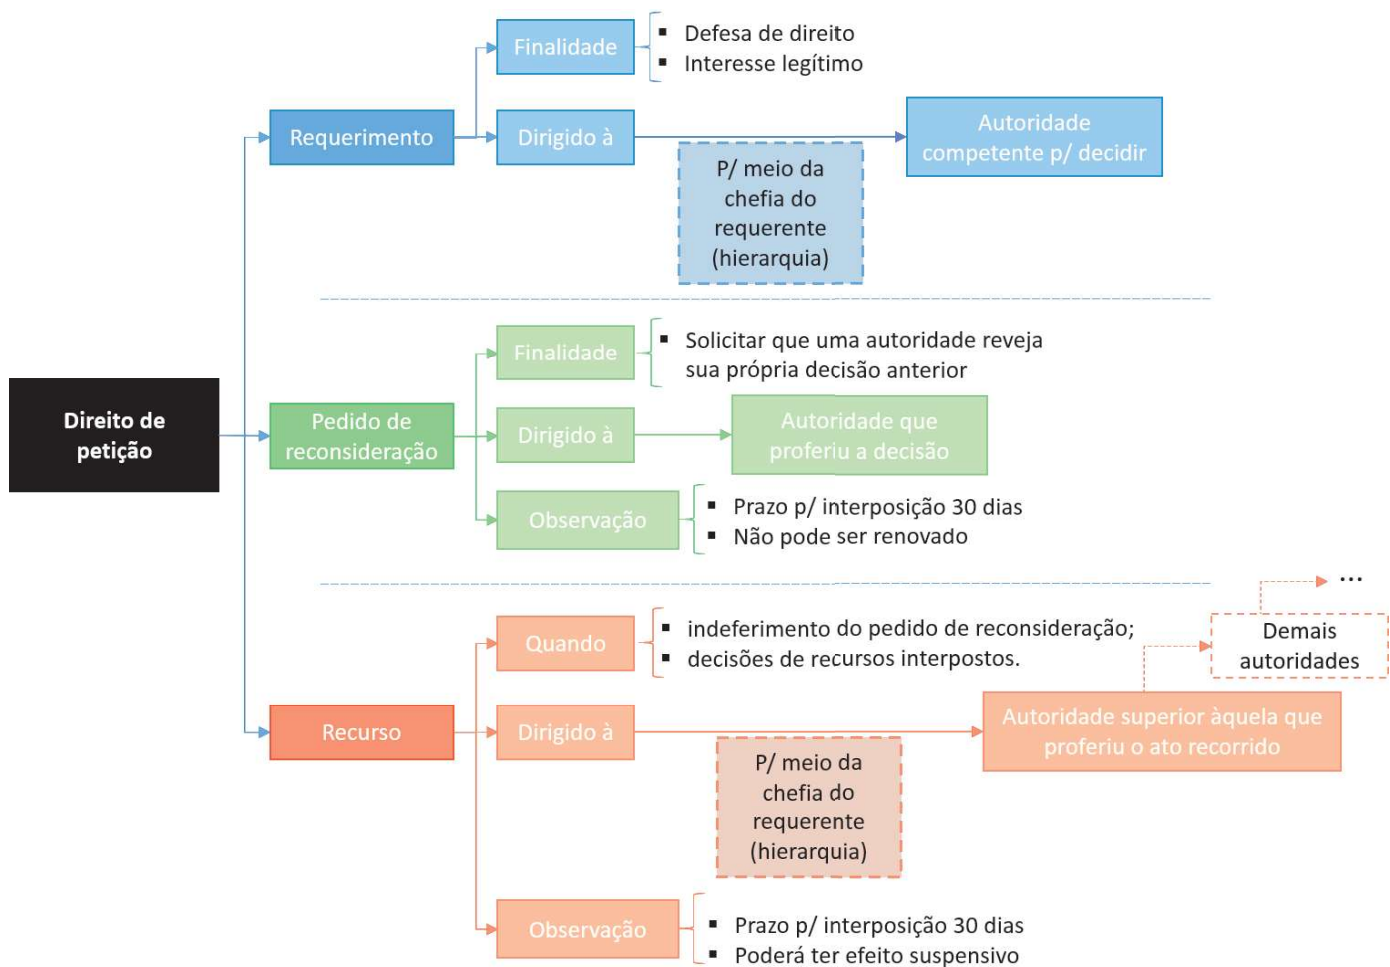 Direito de
petição
Requerimento
Finalidade
▪ Defesa de direito
▪ Interesse legítimo
Dirigido à
P/ meio da
chefia do
requerente
(hierarquia)
Autoridade
competente p/ decidir
Pedido de
reconsideração
Finalidade
▪ Solicitar que uma autoridade reveja
sua própria decisão anterior
Dirigido à
Autoridade que
proferiu a decisão
Observação
▪ Prazo p/ interposição 30 dias
▪ Não pode ser renovado
Recurso
Quando
▪ indeferimento do pedido de reconsideração;
▪ decisões de recursos interpostos.
Dirigido à
P/ meio da
chefia do
requerente
(hierarquia)
Autoridade superior àquela que
proferiu o ato recorrido
Demais
autoridades
...
Observação
▪ Prazo p/ interposição 30 dias
▪ Poderá ter efeito suspensivo